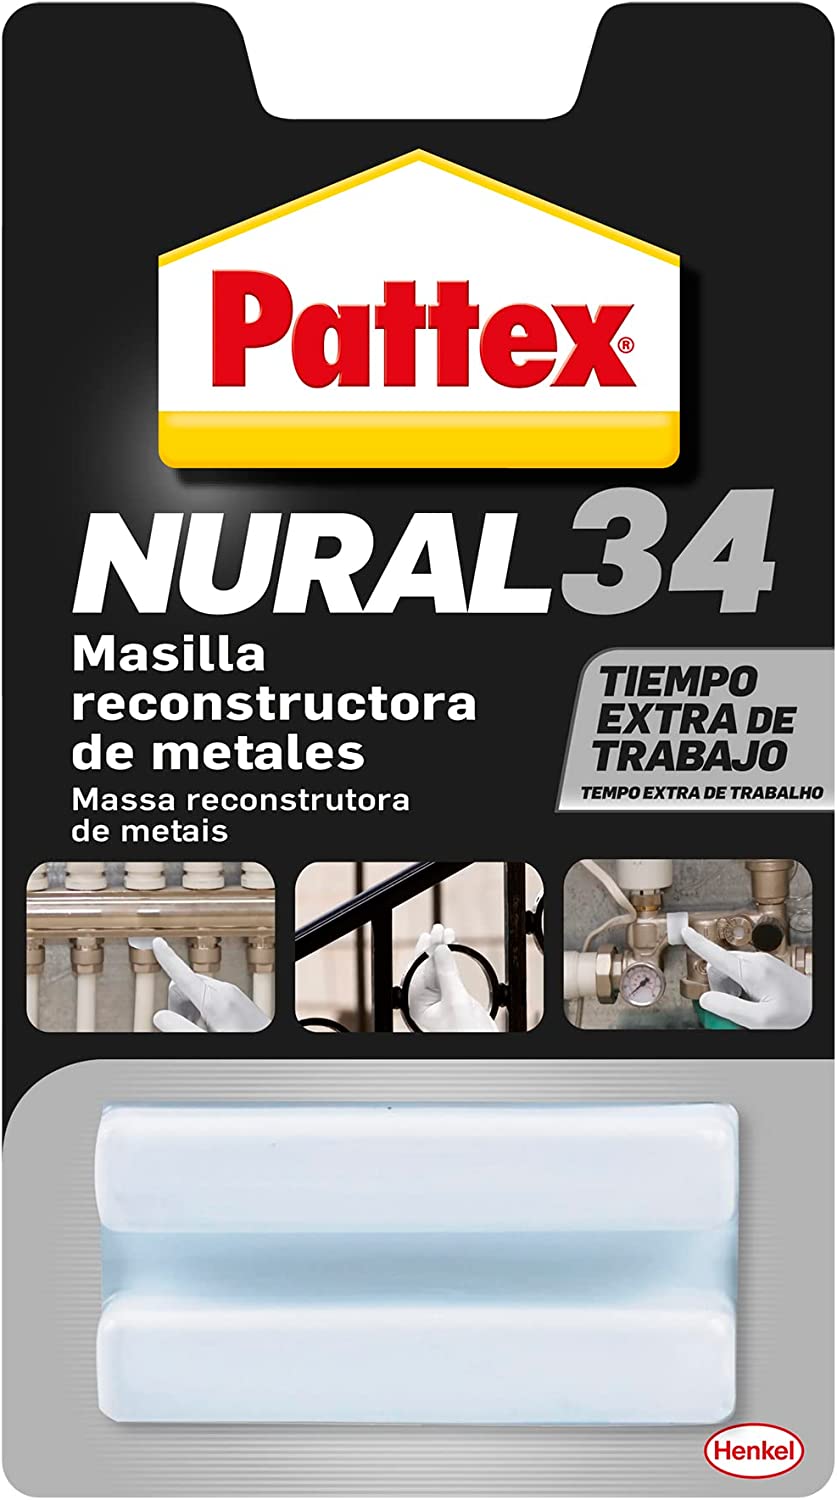 Pattex®
NURAL 34
Masilla
reconstructora
de metales
Massa reconstrutora
de metais
TIEMPO
EXTRA DE
TRABAJO
TEMPO EXTRA DE TRABALHO
Henkel